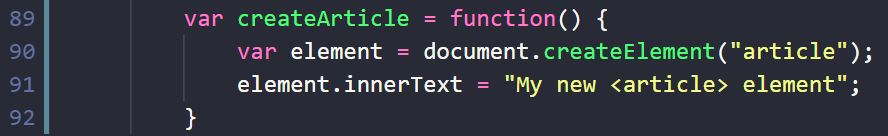 89 var createArticle = function() {
90 var element = document.createElement("article");
91 element.innerText = "My new <article> element";
92 }